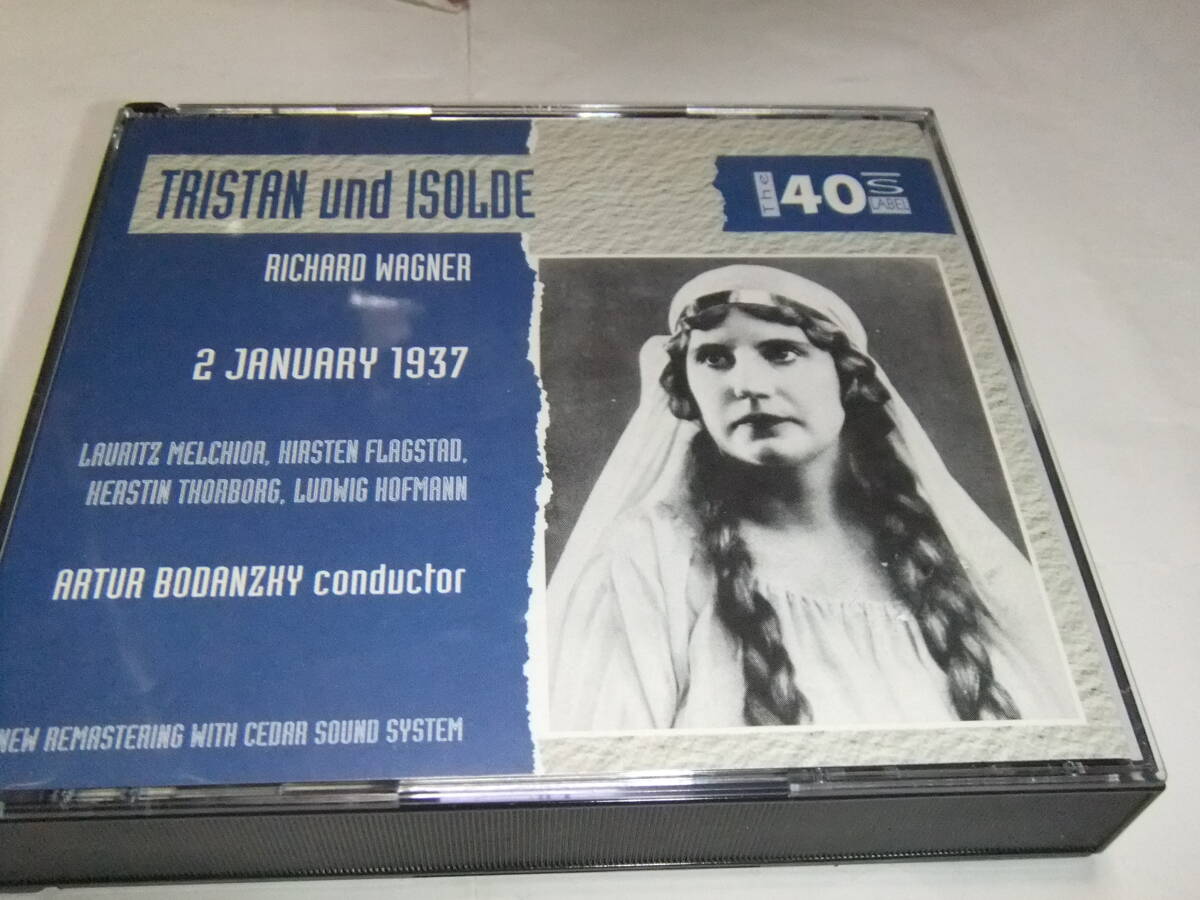 TRISTAN und ISOLDE
The 40s LABEL
RICHARD WAGNER
2 JANUARY 1937
LAURITZ MELCHIOR, KIRSTEN FLAGSTAD,
KERSTIN THORBORG, LUDWIG HOFMANN
ARTUR BODANZKY conductor
NEW REMASTERING WITH CEDAR SOUND SYSTEM